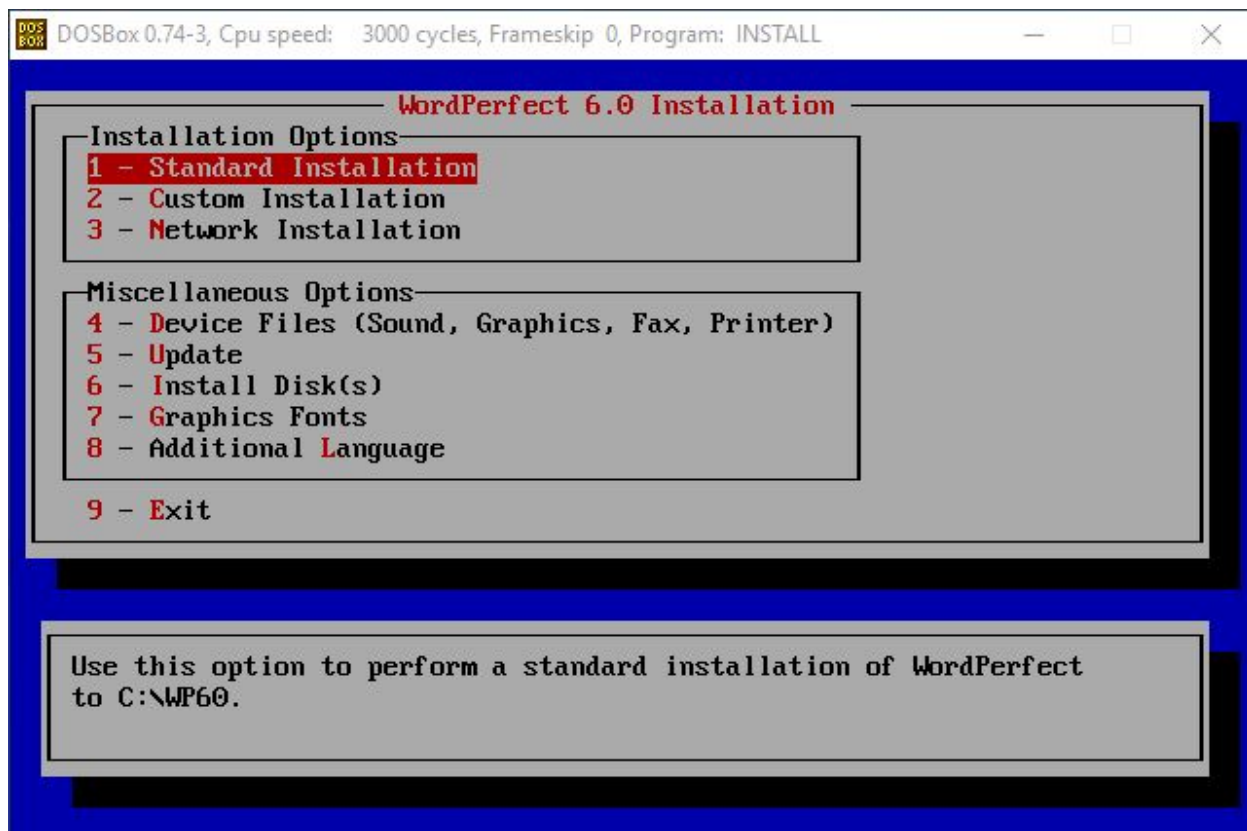 DOSBox 0.74-3, Cpu speed: 3000 cycles, Frameskip 0, Program: INSTALL
WordPerfect 6.0 Installation
Installation Options
1 - Standard Installation
2 - Custom Installation
3 - Network Installation
Miscellaneous Options
4 - Device Files (Sound, Graphics, Fax, Printer)
5 - Update
6 - Install Disk(s)
7 - Graphics Fonts
8 - Additional Language
9 - Exit
Use this option to perform a standard installation of WordPerfect
to C:\WP60.